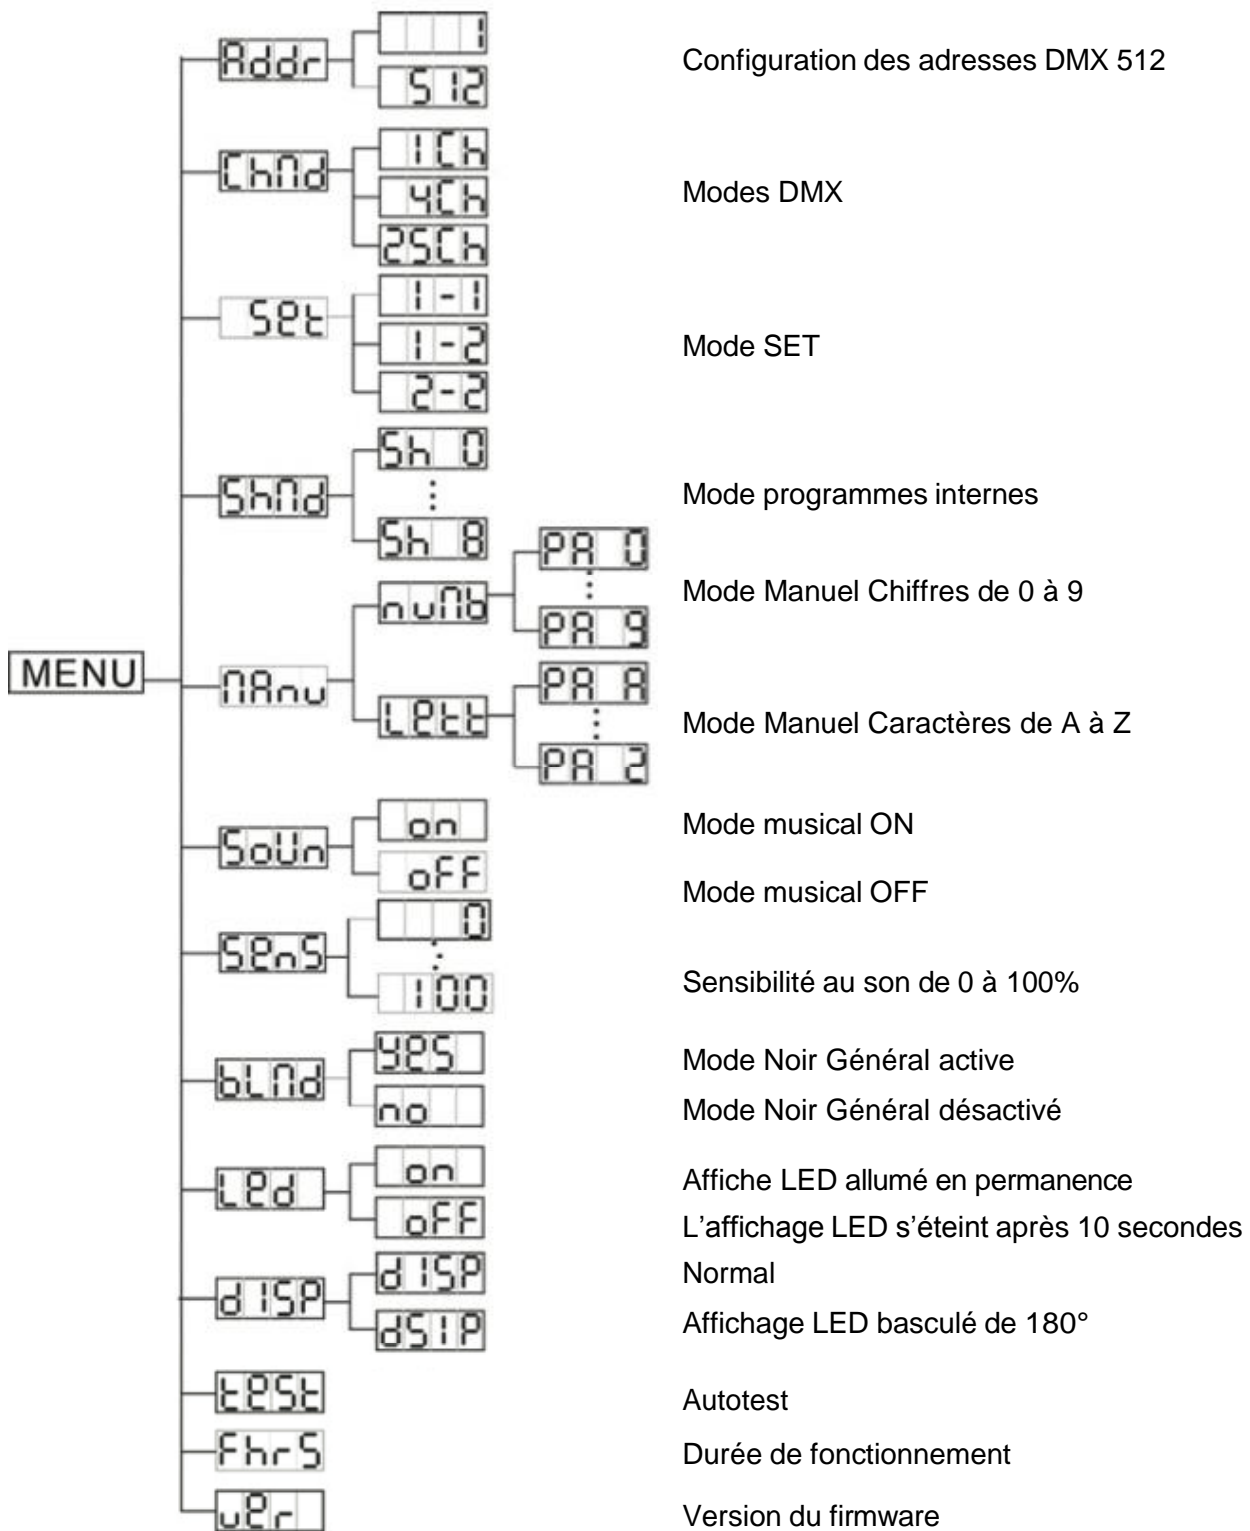 Addr
1
512
Configuration des adresses DMX 512
ChMd
1Ch
4Ch
25Ch
Modes DMX
Set
1-1
1-2
2-2
Mode SET
ShMd
Sh 0
Sh 8
Mode programmes internes
MENU
MAnu
nuMb
PA 0
PA 9
Mode Manuel Chiffres de 0 à 9
Lett
PA A
PA Z
Mode Manuel Caractères de A à Z
SoUn
on
Mode musical ON
oFF
Mode musical OFF
SenS
0
100
Sensibilité au son de 0 à 100%
bLMd
yeS
Mode Noir Général active
no
Mode Noir Général désactivé
Led
on
Affiche LED allumé en permanence
oFF
L’affichage LED s’éteint après 10 secondes
dISP
dISP
Normal
dSIP
Affichage LED basculé de 180°
teSt
Autotest
FhrS
Durée de fonctionnement
ver
Version du firmware